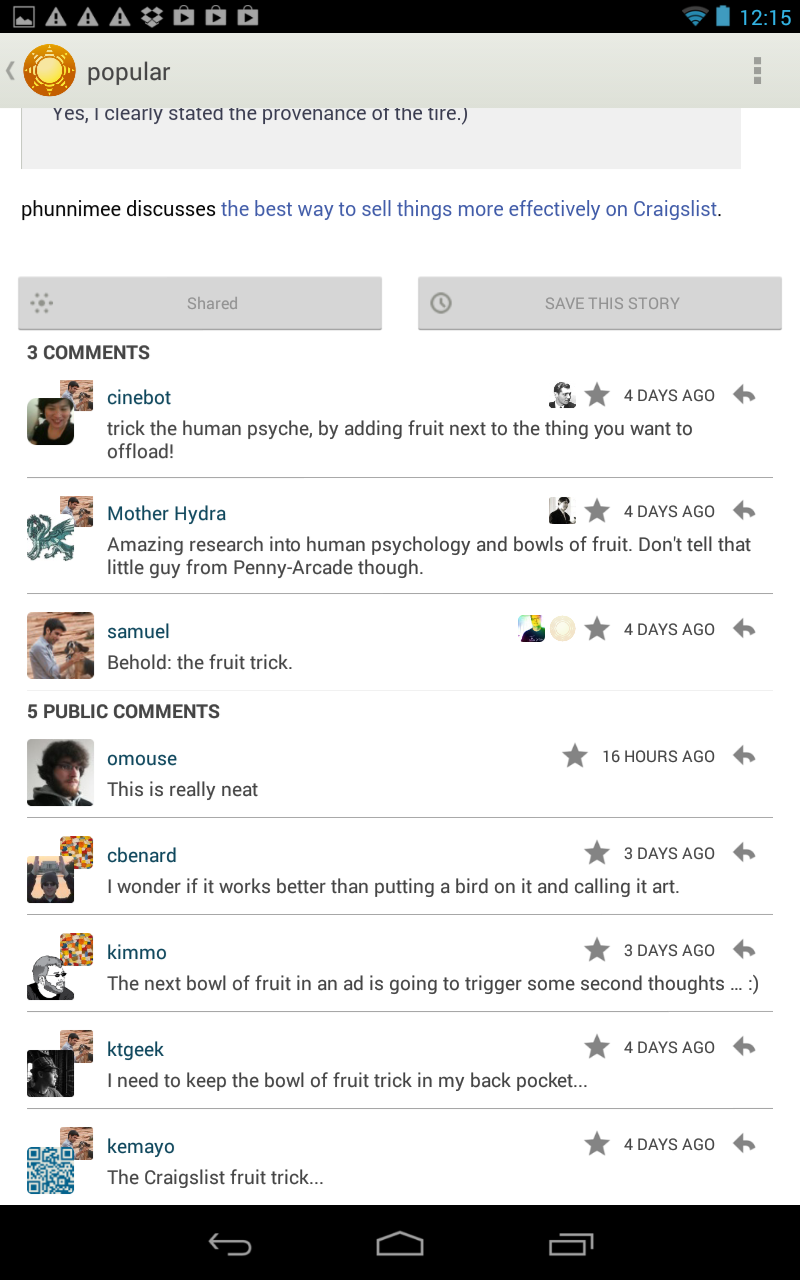 12:15
popular
Yes, I clearly stated the provenance of the tire.)
phunnimee discusses the best way to sell things more effectively on Craigslist.
Shared
SAVE THIS STORY
3 COMMENTS
cinebot
4 DAYS AGO
trick the human psyche, by adding fruit next to the thing you want to
offload!
Mother Hydra
4 DAYS AGO
Amazing research into human psychology and bowls of fruit. Don't tell that
little guy from Penny-Arcade though.
samuel
4 DAYS AGO
Behold: the fruit trick.
5 PUBLIC COMMENTS
omouse
16 HOURS AGO
This is really neat
cbenard
3 DAYS AGO
I wonder if it works better than putting a bird on it and calling it art.
kimmo
3 DAYS AGO
The next bowl of fruit in an ad is going to trigger some second thoughts … :)
ktgeek
4 DAYS AGO
I need to keep the bowl of fruit trick in my back pocket...
kemayo
4 DAYS AGO
The Craigslist fruit trick...